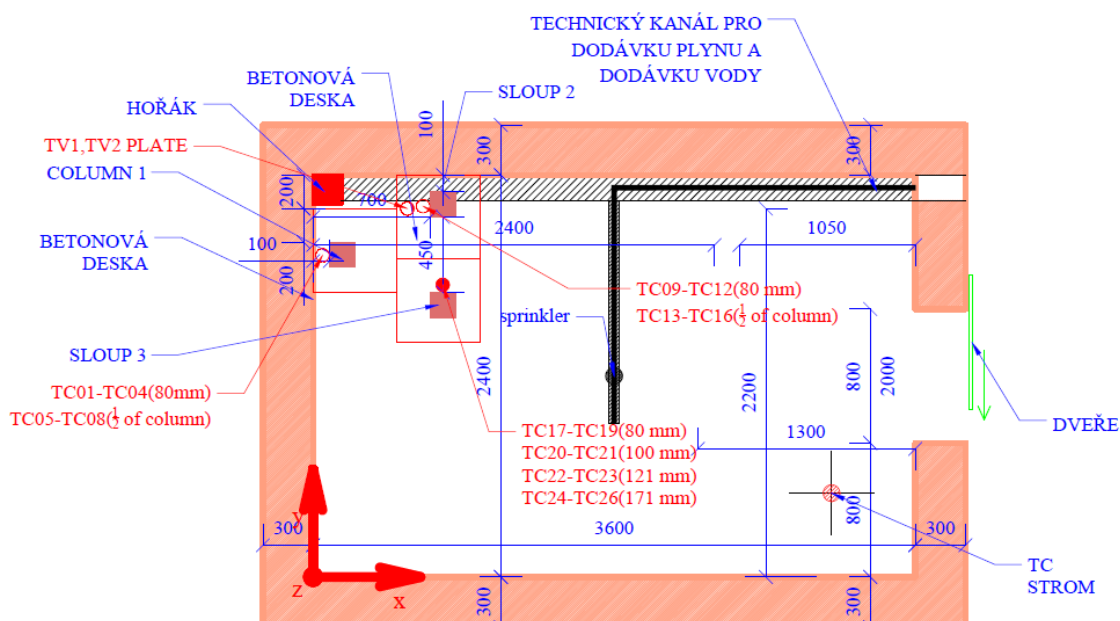 TECHNICKÝ KANÁL PRO
DODÁVKU PLYNU A
DODÁVKU VODY
BETONOVÁ
DESKA
SLOUP 2
HOŘÁK
TV1,TV2 PLATE
COLUMN 1
100
300
300
200
700
2400
1050
BETONOVÁ
DESKA
100
450
200
TC09-TC12(80 mm)
TC13-TC16(½ of column)
sprinkler
SLOUP 3
2400
2200
800
2000
TC01-TC04(80mm)
TC05-TC08(½ of column)
DVEŘE
TC17-TC19(80 mm)
TC20-TC21(100 mm)
TC22-TC23(121 mm)
TC24-TC26(171 mm)
1300
800
y
300
3600
300
TC
STROM
z
x
300
300